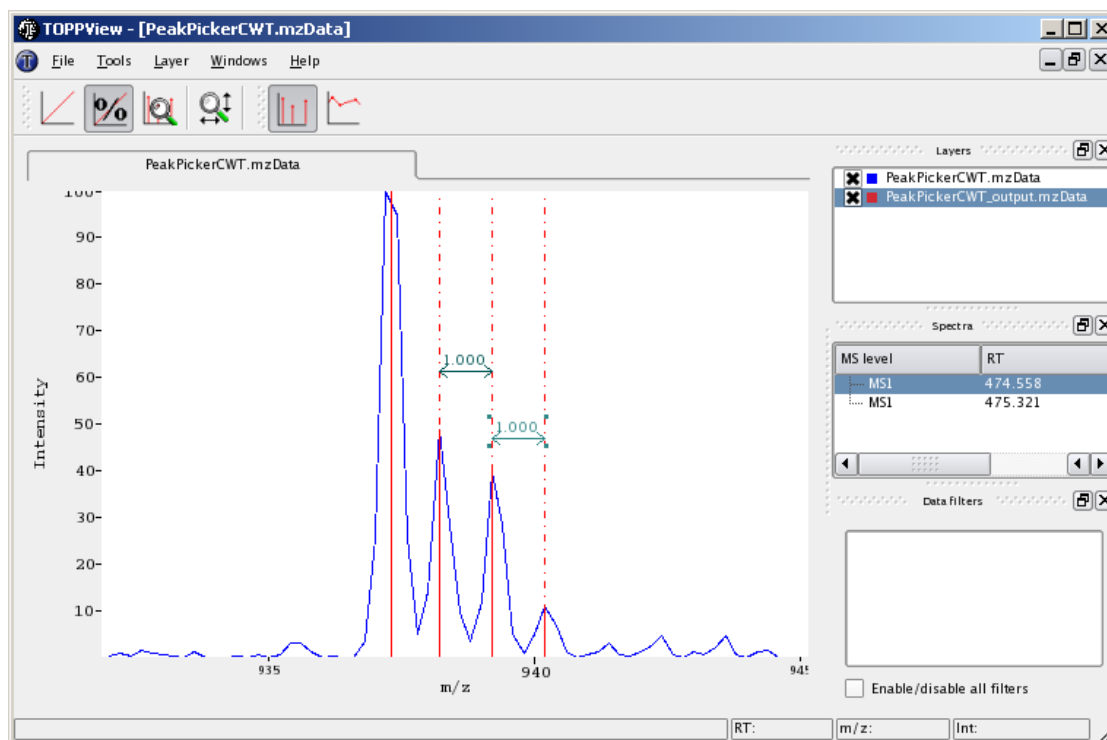 TOPPView - [PeakPickerCWT.mzData]
File Tools Layer Windows Help
%
PeakPickerCWT.mzData
100
90
80
70
60
50
40
30
20
10
Intensity
1.000
1.000
935
940
945
m/z
Layers
PeakPickerCWT.mzData
PeakPickerCWT_output.mzData
Spectra
MS level RT
MS1 474.558
MS1 475.321
Data filters
Enable/disable all filters
RT: m/z: Int: